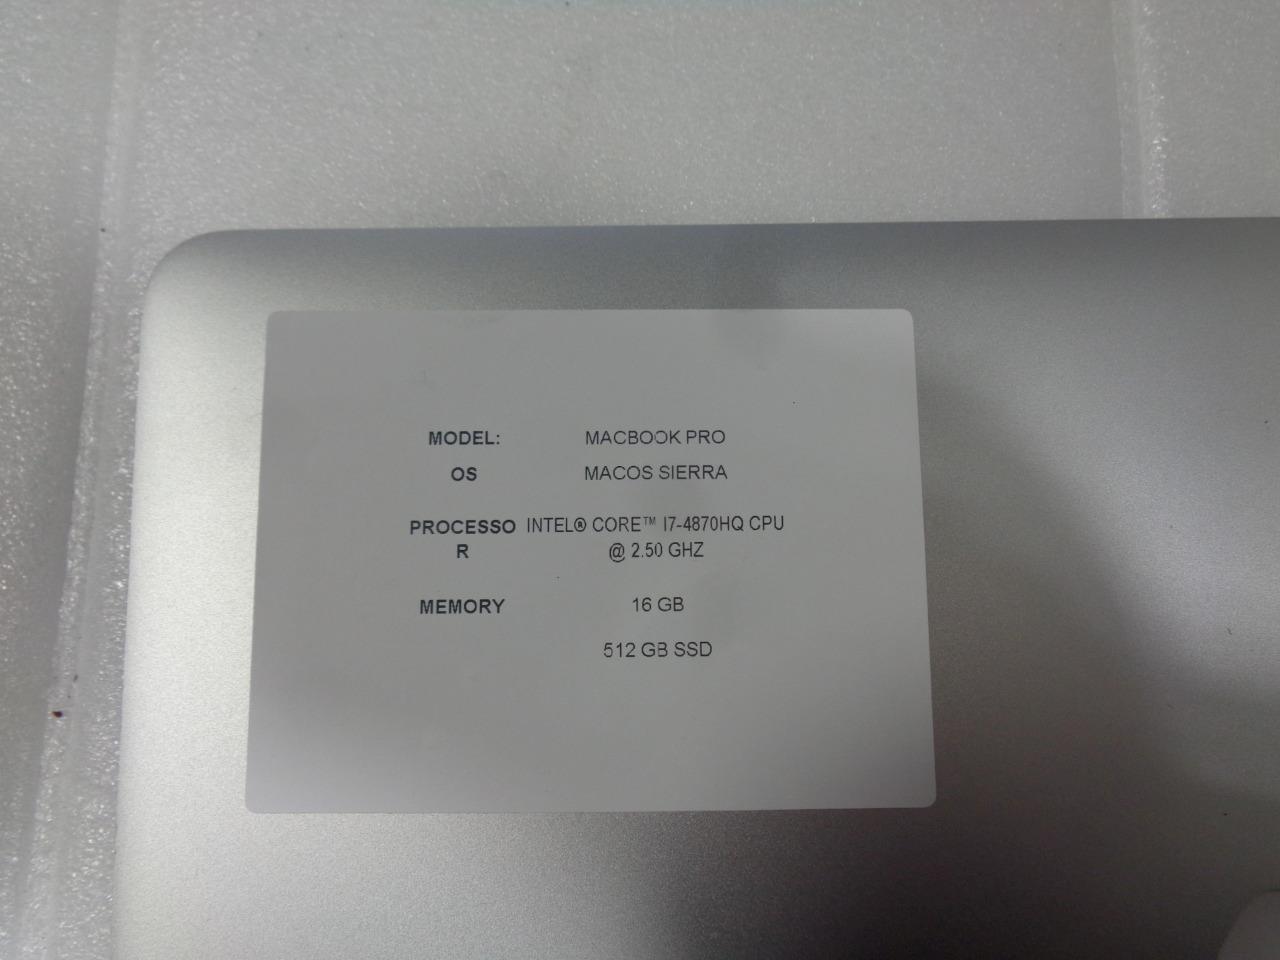 MODEL: MACBOOK PRO
OS MACOS SIERRA
PROCESSO INTEL® CORE™ I7-4870HQ CPU
R @ 2.50 GHZ
MEMORY 16 GB
512 GB SSD